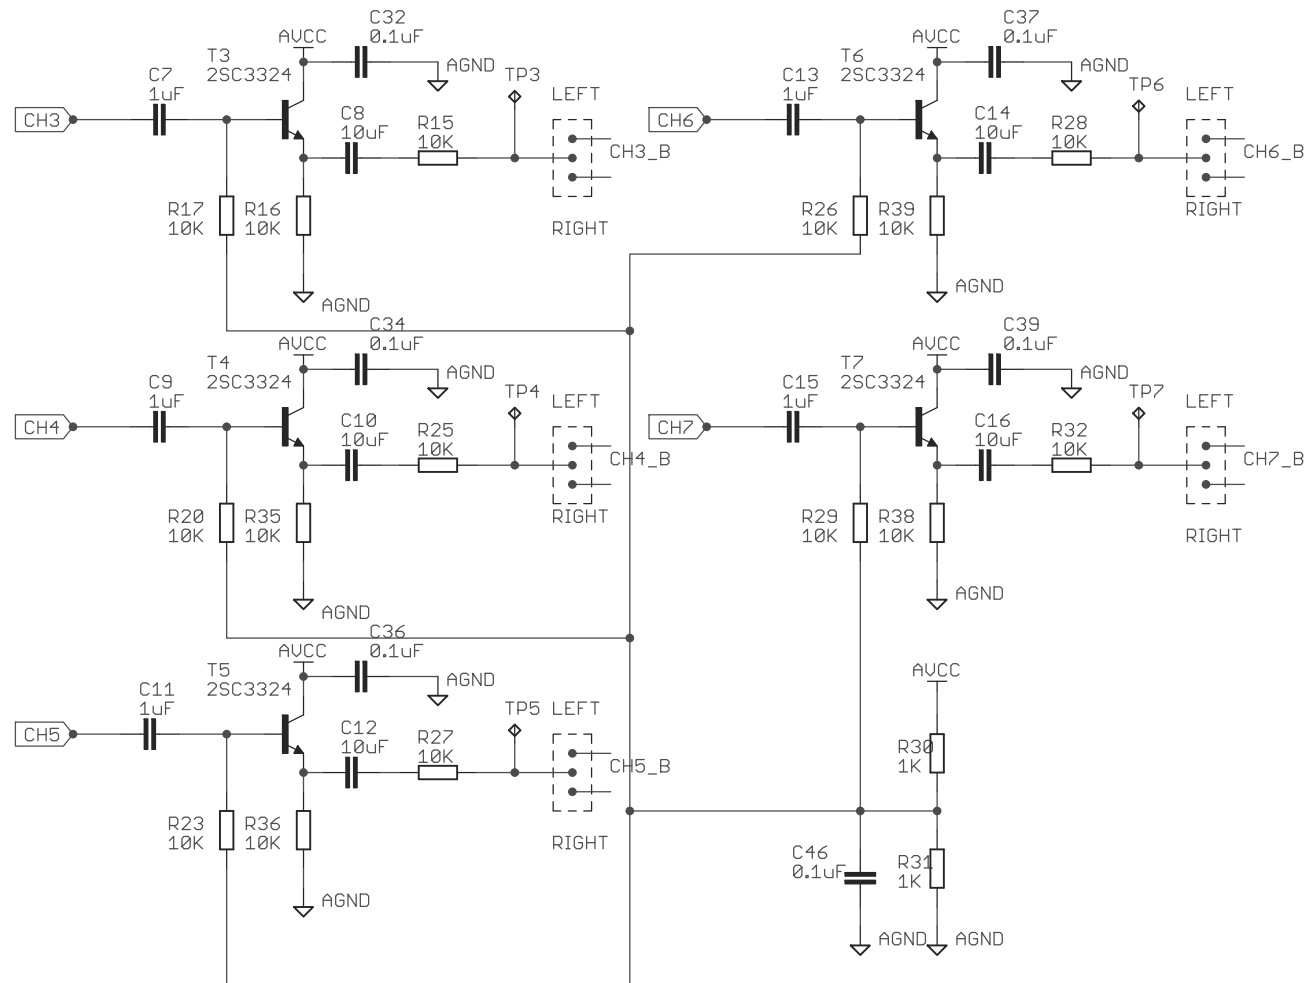 C32
0.1uF
AVCC
T3
2SC3324
AGND
C7
1uF
TP3
LEFT
CH3
C8
10uF
R15
10K
CH3_B
R17
10K
R16
10K
RIGHT
AGND
C37
0.1uF
AVCC
T6
2SC3324
AGND
C13
1uF
TP6
LEFT
CH6
C14
10uF
R28
10K
CH6_B
R26
10K
R39
10K
RIGHT
AGND
C34
0.1uF
AVCC
T4
2SC3324
AGND
C9
1uF
TP4
LEFT
CH4
C10
10uF
R25
10K
CH4_B
R20
10K
R35
10K
RIGHT
AGND
C39
0.1uF
AVCC
T7
2SC3324
AGND
C15
1uF
TP7
LEFT
CH7
C16
10uF
R32
10K
CH7_B
R29
10K
R38
10K
RIGHT
AGND
C36
0.1uF
AVCC
T5
2SC3324
AGND
C11
1uF
TP5
LEFT
CH5
C12
10uF
R27
10K
CH5_B
R23
10K
R36
10K
RIGHT
AGND
AVCC
R30
1K
C46
0.1uF
R31
1K
AGND
AGND